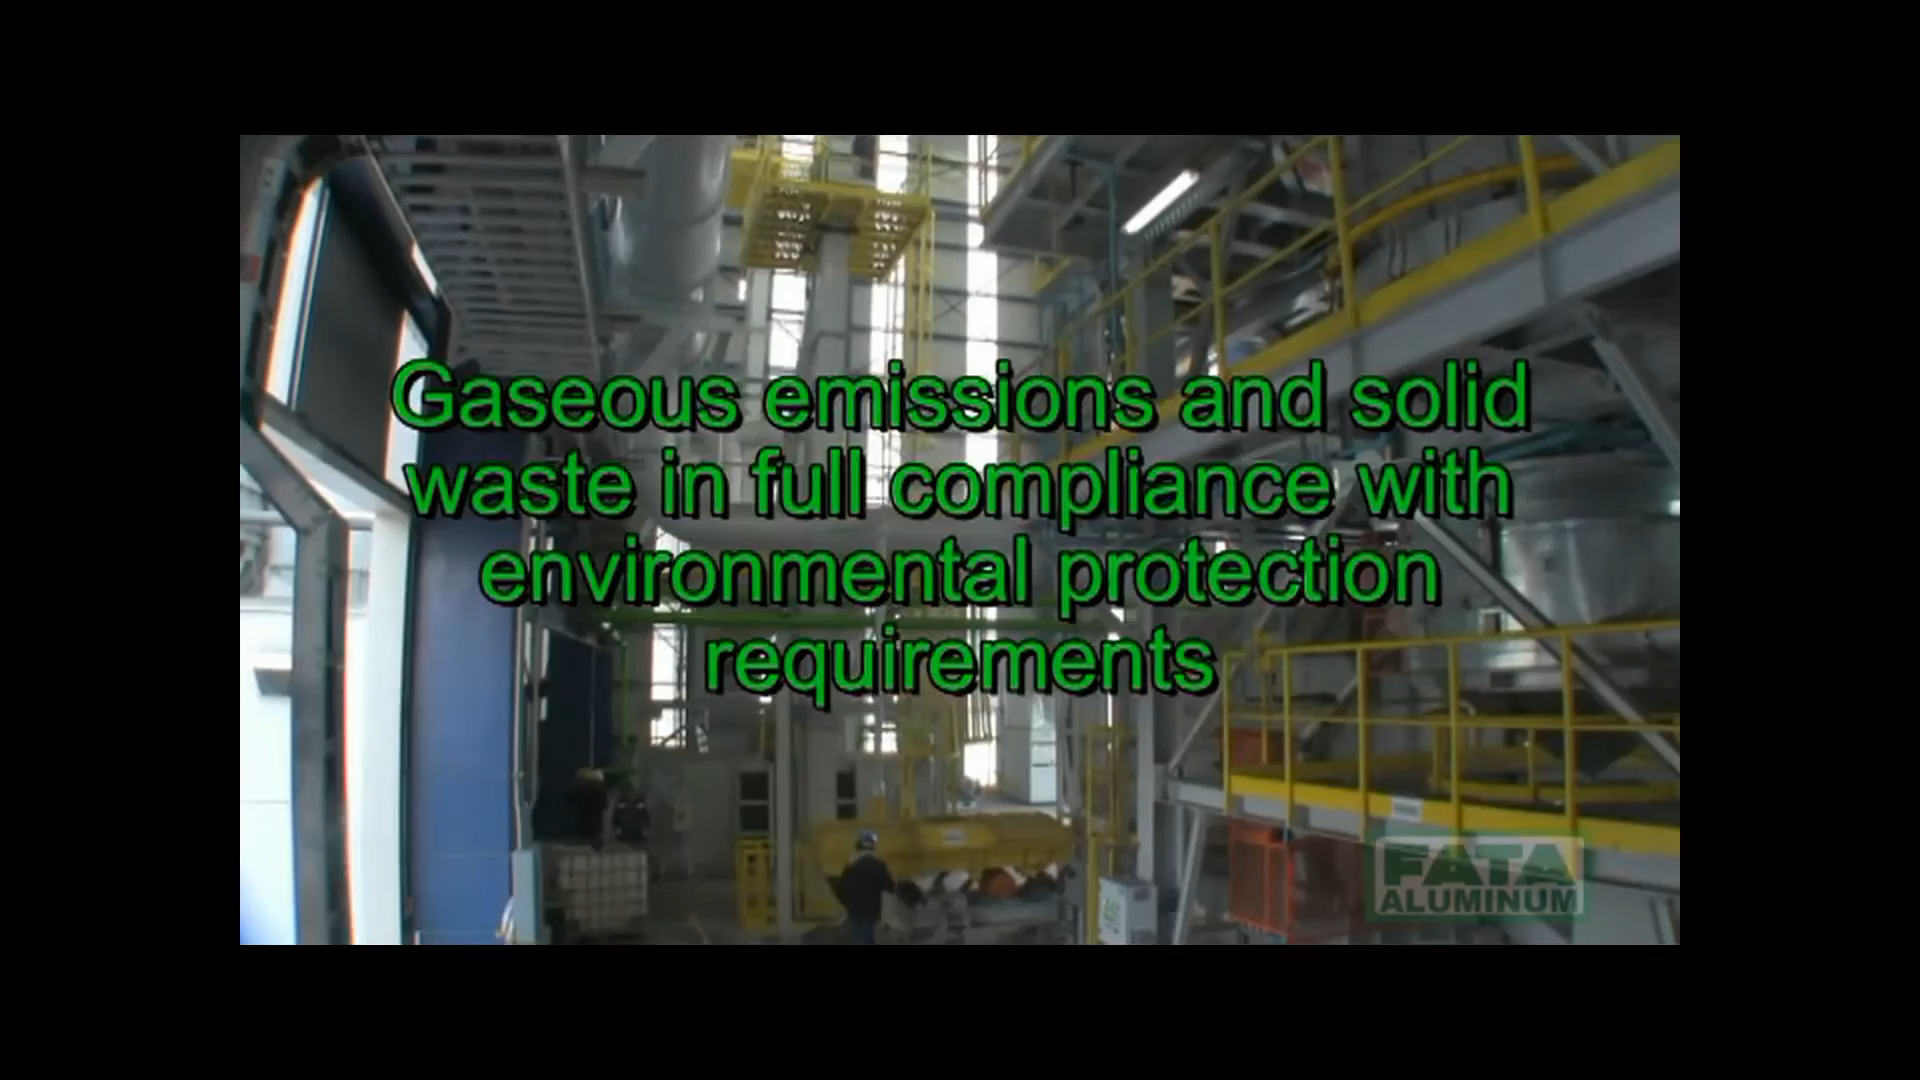 Gaseous emissions and solid
waste in full compliance with
environmental protection
requirements
FATA
ALUMINUM